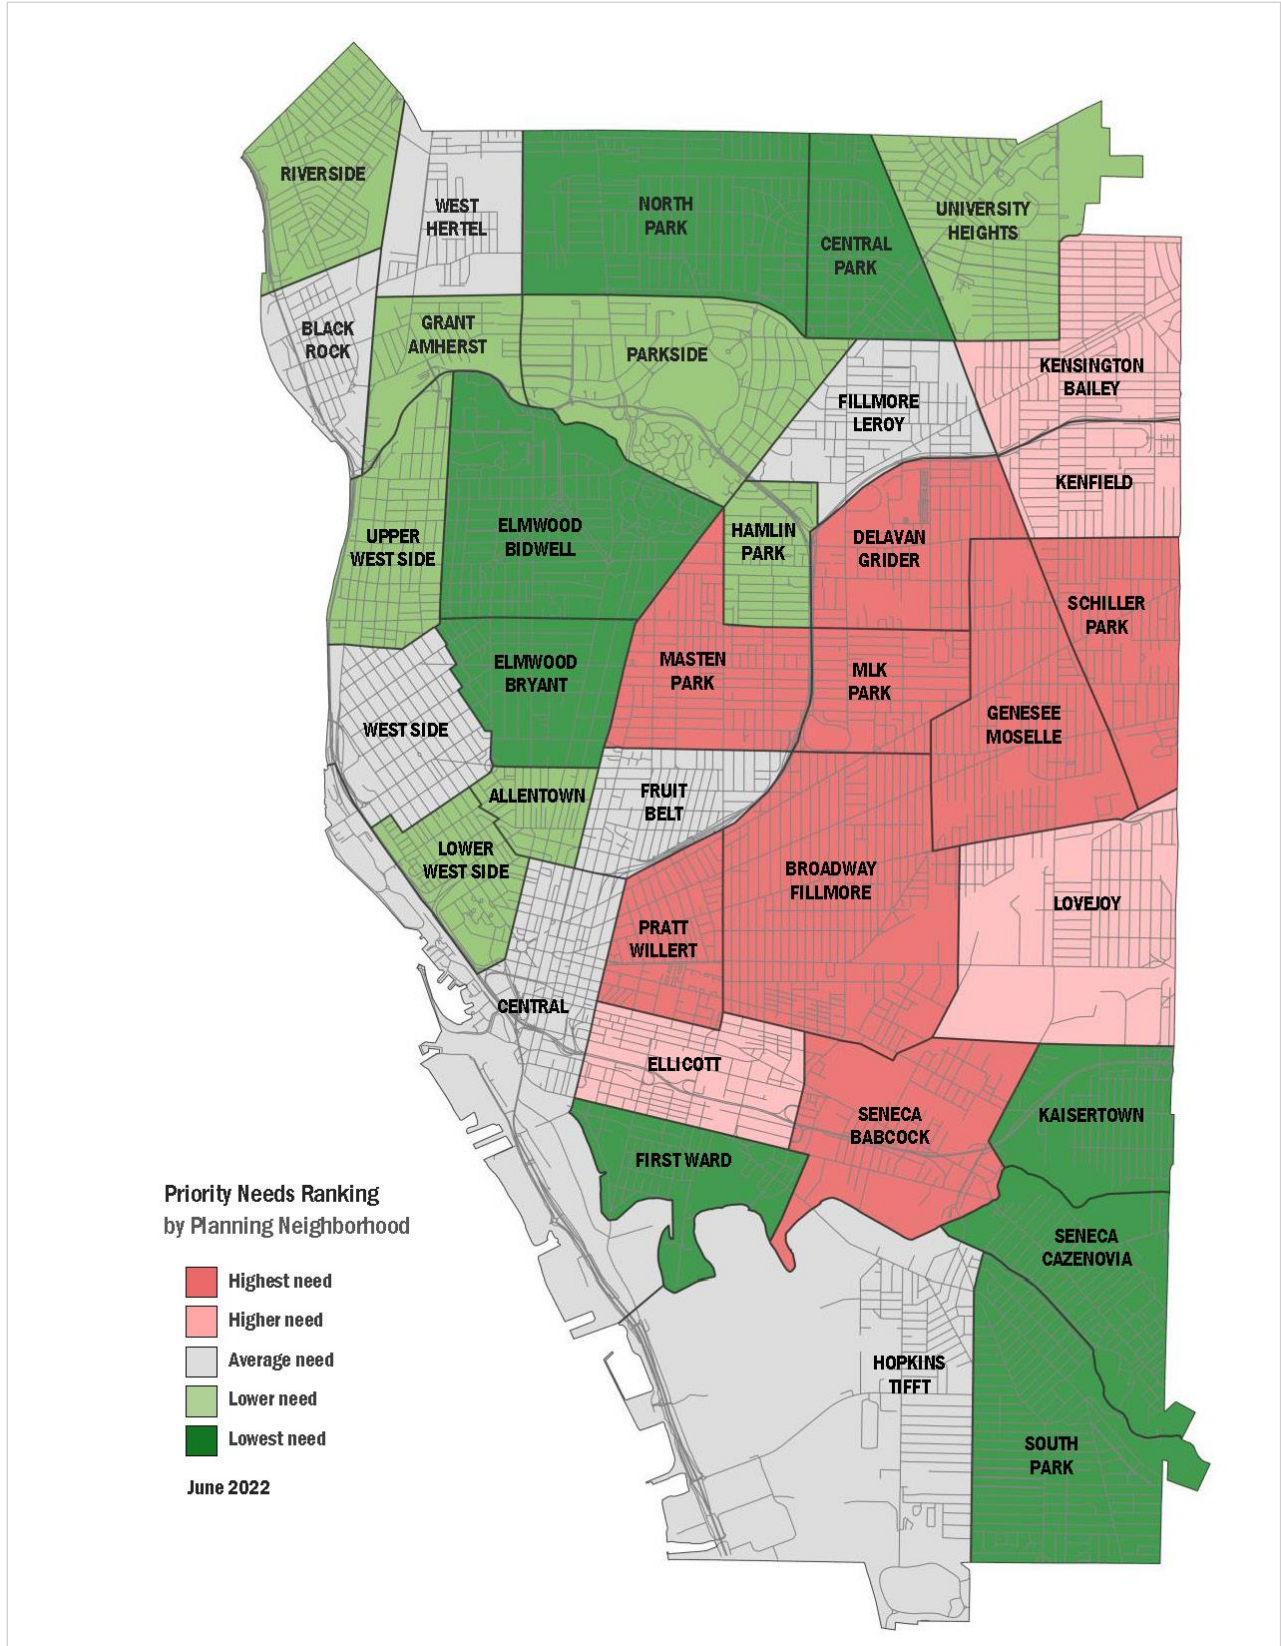 RIVERSIDE
WEST
HERTEL
NORTH
PARK
CENTRAL
PARK
UNIVERSITY
HEIGHTS
BLACK
ROCK
GRANT
AMHERST
PARKSIDE
FILLMORE
LEROY
KENSINGTON
BAILEY
KENFIELD
UPPER
WEST SIDE
ELMWOOD
BIDWELL
HAMLIN
PARK
DELAVAN
GRIDER
SCHILLER
PARK
ELMWOOD
BRYANT
MASTEN
PARK
MLK
PARK
GENESEE
MOSELLE
WEST SIDE
ALLENTOWN
FRUIT
BELT
LOWER
WEST SIDE
BROADWAY
FILLMORE
LOVEJOY
PRATT
WILLERT
CENTRAL
ELLICOTT
SENECA
BABCOCK
KAISERTOWN
FIRST WARD
SENECA
CAZENOVIA
HOPKINS
TIFFT
SOUTH
PARK
Priority Needs Ranking
by Planning Neighborhood
Highest need
Higher need
Average need
Lower need
Lowest need
June 2022